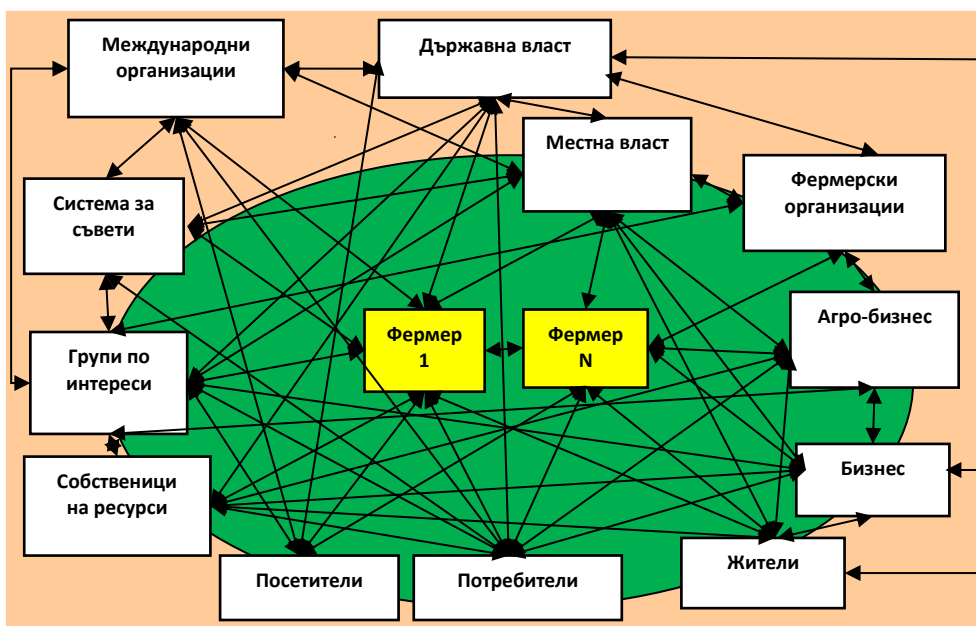 Международни
организации
Държавна власт
Местна власт
Фермерски
организации
Система за
съвети
Агро-бизнес
Фермер
1
Фермер
N
Групи по
интереси
Бизнес
Собственици
на ресурси
Жители
Посетители
Потребители